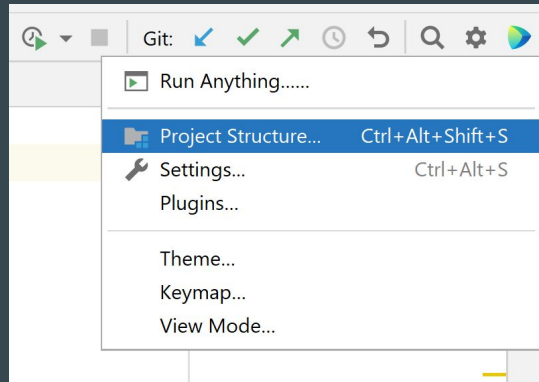 Git:
Run Anything......
Project Structure... Ctrl+Alt+Shift+S
Settings... Ctrl+Alt+S
Plugins...
Theme...
Keymap...
View Mode...